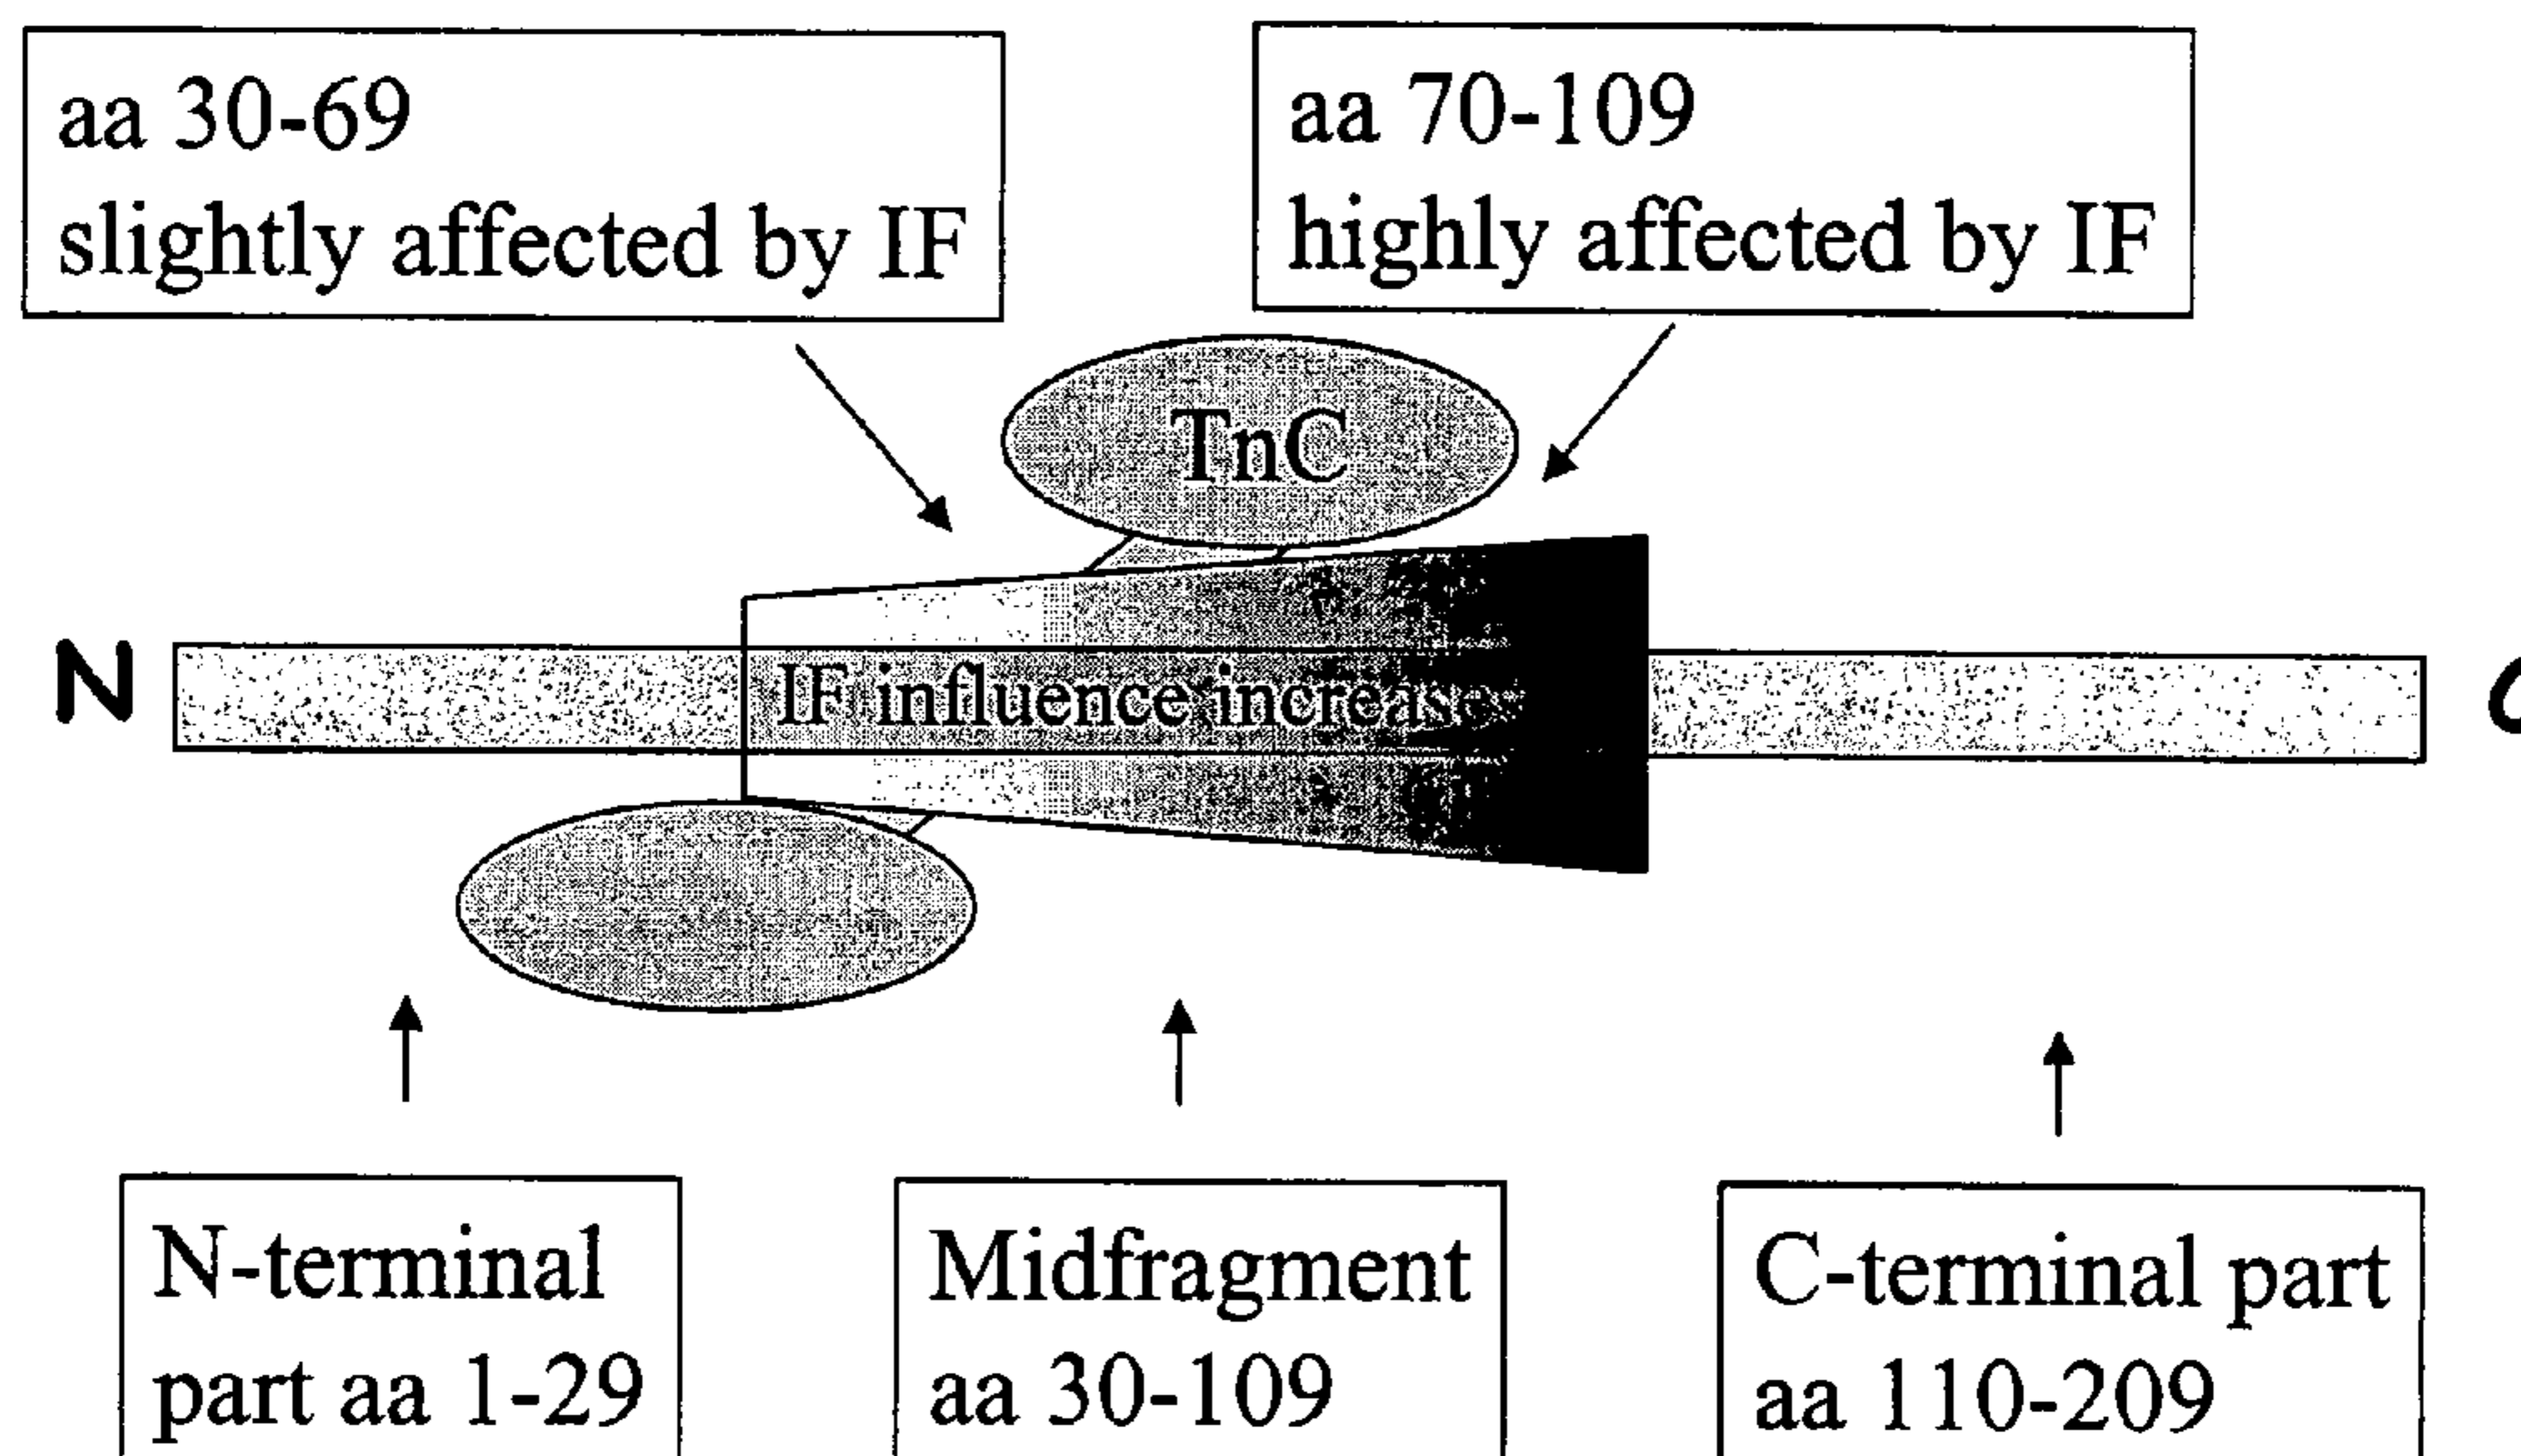 aa 30-69
slightly affected by IF
aa 70-109
highly affected by IF
TnC
N
IF influence increases
C
N-terminal
part aa 1-29
Midfragment
aa 30-109
C-terminal part
aa 110-209